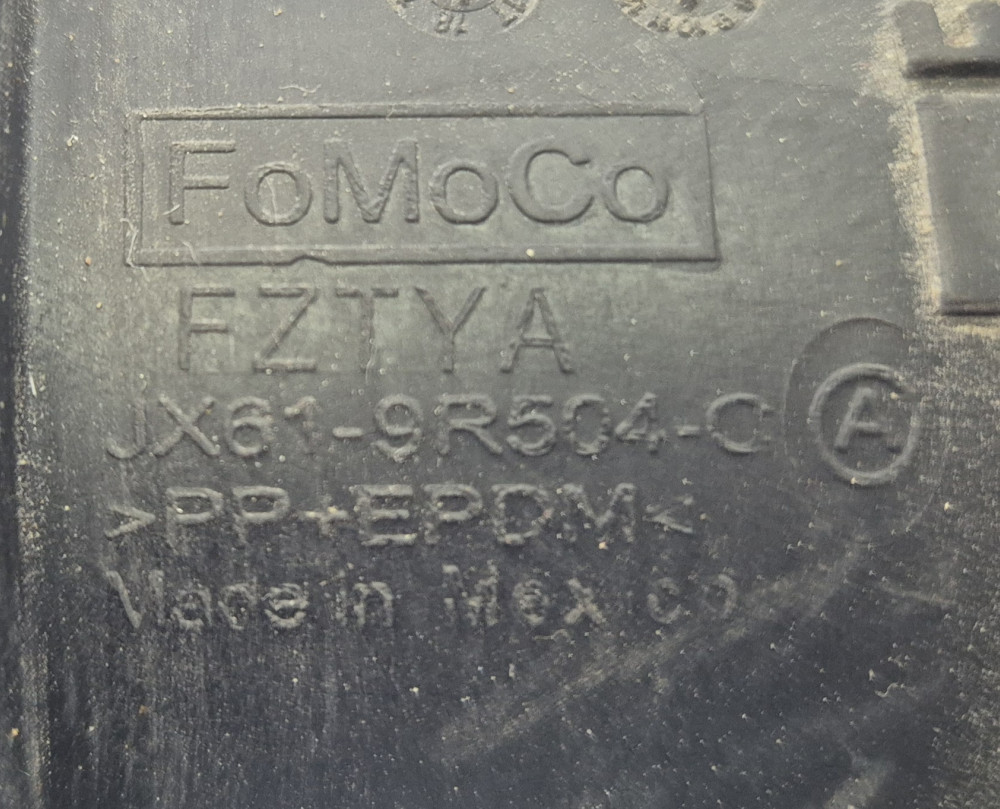 FoMoCo
FZTYA
JX61-9R504-C A
>PP+EPDM<
Made in Mexico